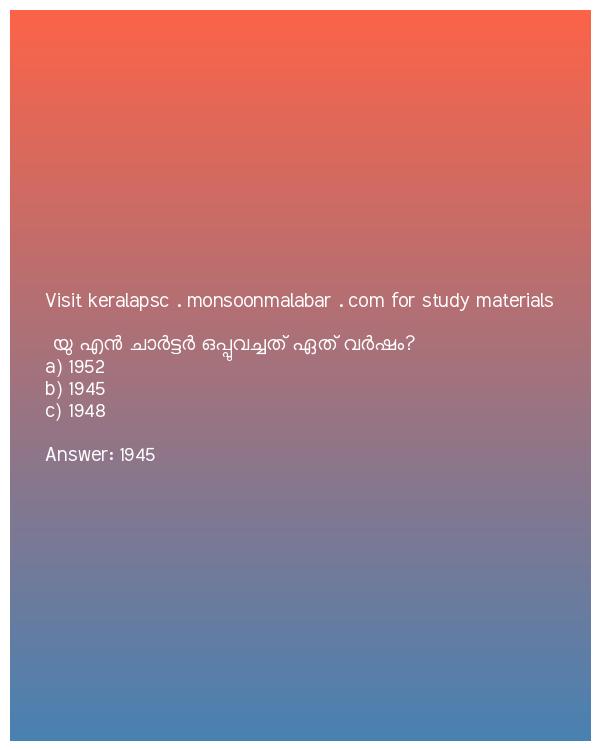 Visit keralapsc . monsoonmalabar . com for study materials
യു എൻ ചാർട്ടർ ഒപ്പുവച്ചത് ഏത് വർഷം?
a) 1952
b) 1945
c) 1948
Answer: 1945